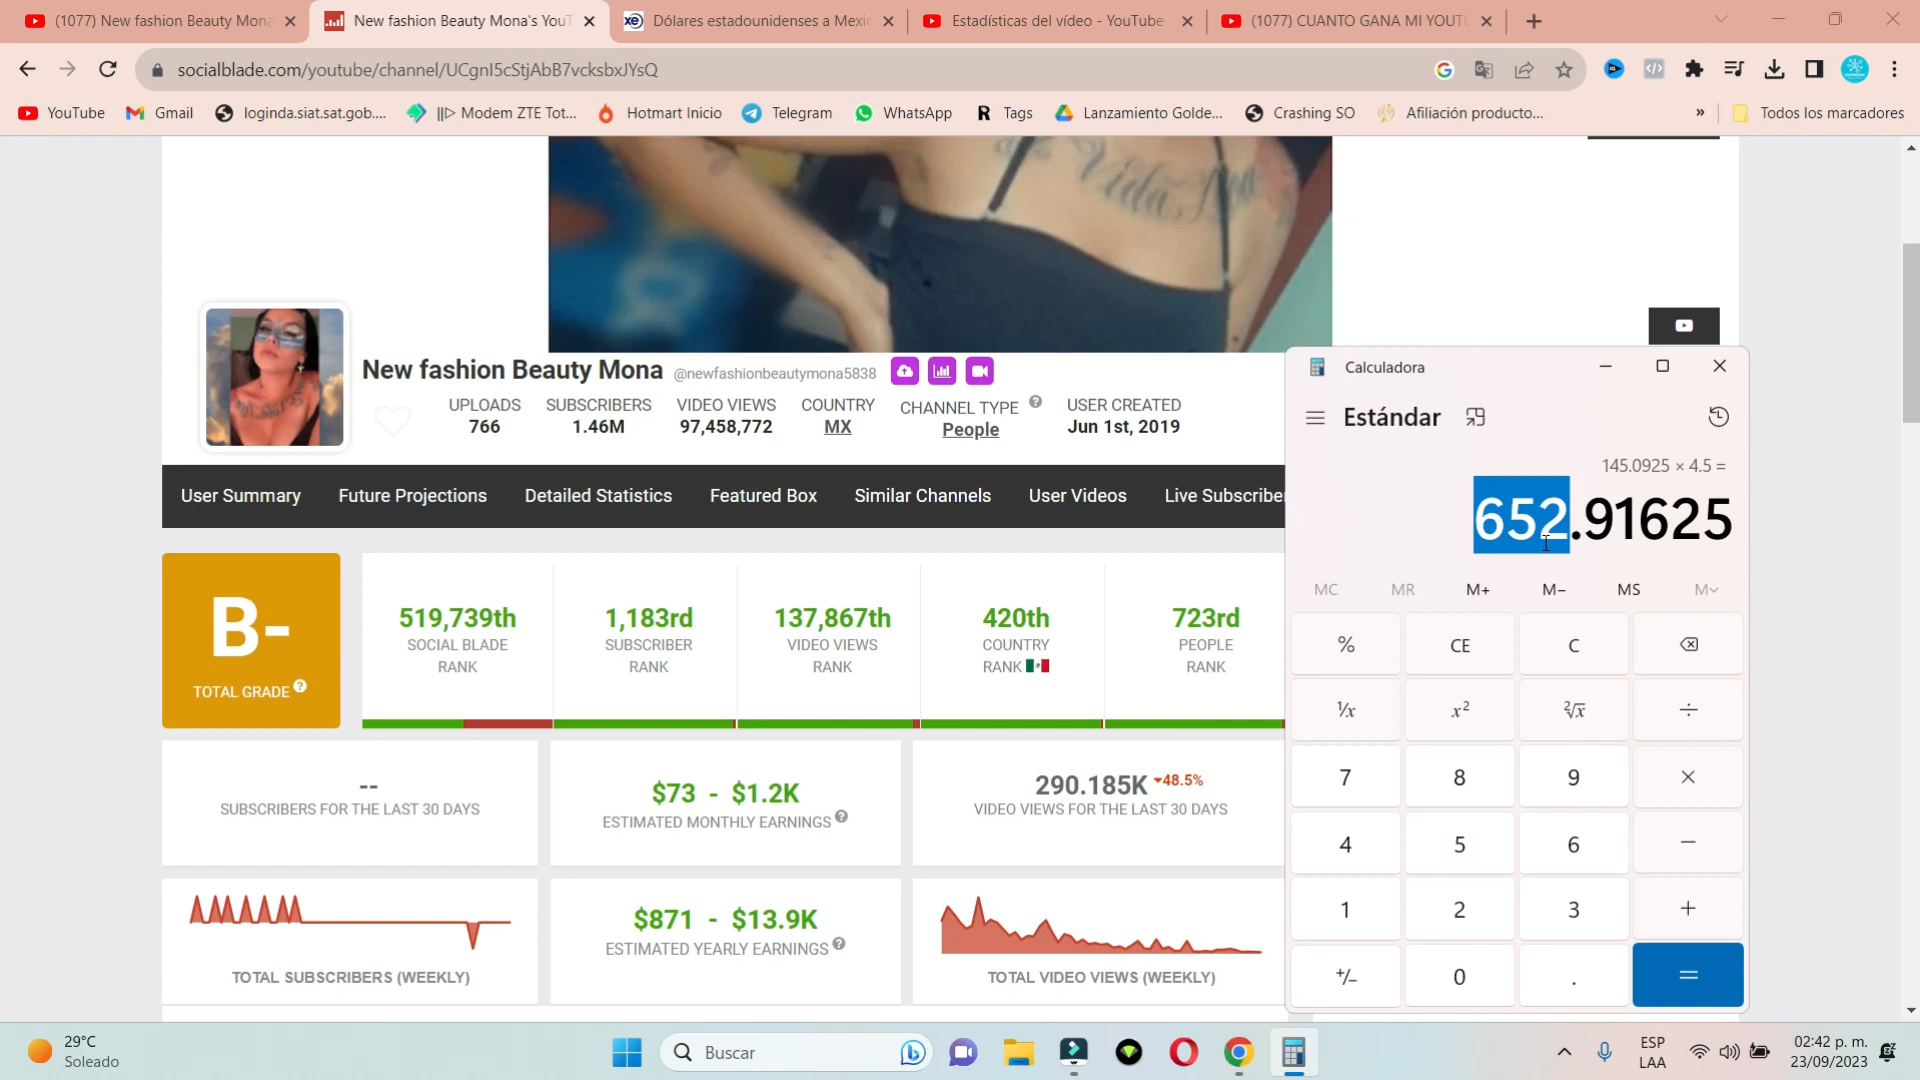 (1077) New fashion Beauty Mona
New fashion Beauty Mona's YouT
xe
Dólares estadounidenses a Mexic
Estadísticas del vídeo - YouTube
(1077) CUANTO GANA MI YOUTU
socialblade.com/youtube/channel/UCgnI5cStjAbB7vcksbxJYsQ
YouTube
Gmail
loginda.siat.sat.gob....
||▷ Modem ZTE Tot...
Hotmart Inicio
Telegram
WhatsApp
R Tags
Lanzamiento Golde...
Crashing SO
Afiliación producto...
»
Todos los marcadores
New fashion Beauty Mona @newfashionbeautymona5838
UPLOADS
766
SUBSCRIBERS
1.46M
VIDEO VIEWS
97,458,772
COUNTRY
MX
CHANNEL TYPE
People
USER CREATED
Jun 1st, 2019
User Summary
Future Projections
Detailed Statistics
Featured Box
Similar Channels
User Videos
Live Subscriber
B-
TOTAL GRADE
519,739th
SOCIAL BLADE
RANK
1,183rd
SUBSCRIBER
RANK
137,867th
VIDEO VIEWS
RANK
420th
COUNTRY
RANK
723rd
PEOPLE
RANK
--
SUBSCRIBERS FOR THE LAST 30 DAYS
$73 - $1.2K
ESTIMATED MONTHLY EARNINGS
290.185K 48.5%
VIDEO VIEWS FOR THE LAST 30 DAYS
TOTAL SUBSCRIBERS (WEEKLY)
$871 - $13.9K
ESTIMATED YEARLY EARNINGS
TOTAL VIDEO VIEWS (WEEKLY)
Calculadora
Estándar
145.0925 × 4.5 =
652.91625
MC MR M+ M− MS M
% CE C
¹/x x² ²√x ÷
7 8 9 ×
4 5 6 −
1 2 3 +
+/− 0 . =
29°C
Soleado
Buscar
ESP
LAA
02:42 p. m.
23/09/2023